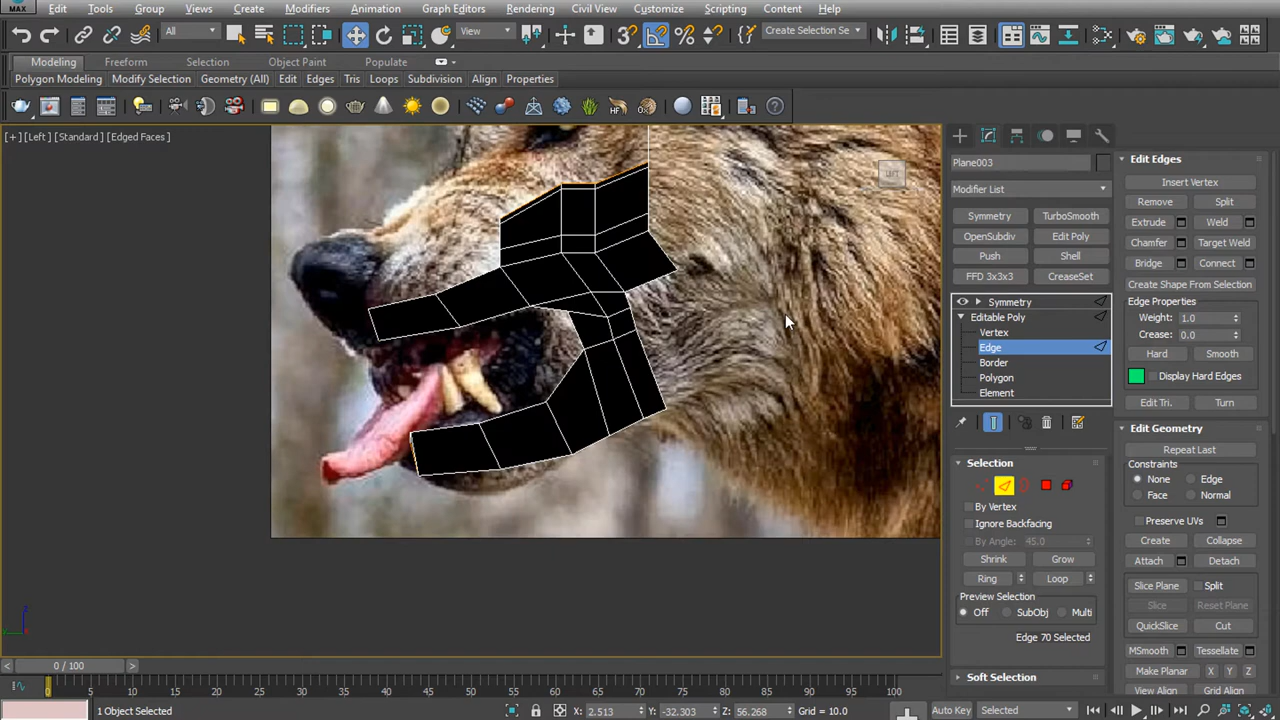 MAX Edit Tools Group Views Create Modifiers Animation Graph Editors Rendering Civil View Customize Scripting Content Help
All View Create Selection Se
Modeling Freeform Selection Object Paint Populate
Polygon Modeling Modify Selection Geometry (All) Edit Edges Tris Loops Subdivision Align Properties
[+] [Left] [Standard] [Edged Faces]
LEFT
Plane003
Modifier List
Symmetry TurboSmooth
OpenSubdiv Edit Poly
Push Shell
FFD 3x3x3 CreaseSet
Symmetry
Editable Poly
Vertex
Edge
Border
Polygon
Element
Selection
By Vertex
Ignore Backfacing
By Angle: 45.0
Shrink Grow
Ring Loop
Preview Selection
Off SubObj Multi
Edge 70 Selected
Soft Selection
Edit Edges
Insert Vertex
Remove Split
Extrude Weld
Chamfer Target Weld
Bridge Connect
Create Shape From Selection
Edge Properties
Weight: 1.0
Crease: 0.0
Hard Smooth
Display Hard Edges
Edit Tri. Turn
Edit Geometry
Repeat Last
Constraints
None Edge
Face Normal
Preserve UVs
Create Collapse
Attach Detach
Slice Plane Split
Slice Reset Plane
QuickSlice Cut
MSmooth Tessellate
Make Planar X Y Z
View Align Grid Align
0 / 100
0 5 10 15 20 25 30 35 40 45 50 55 60 65 70 75 80 85 90 95 100
1 Object Selected X: 2.513 Y: -32.303 Z: 56.268 Grid = 10.0 Auto Key Selected